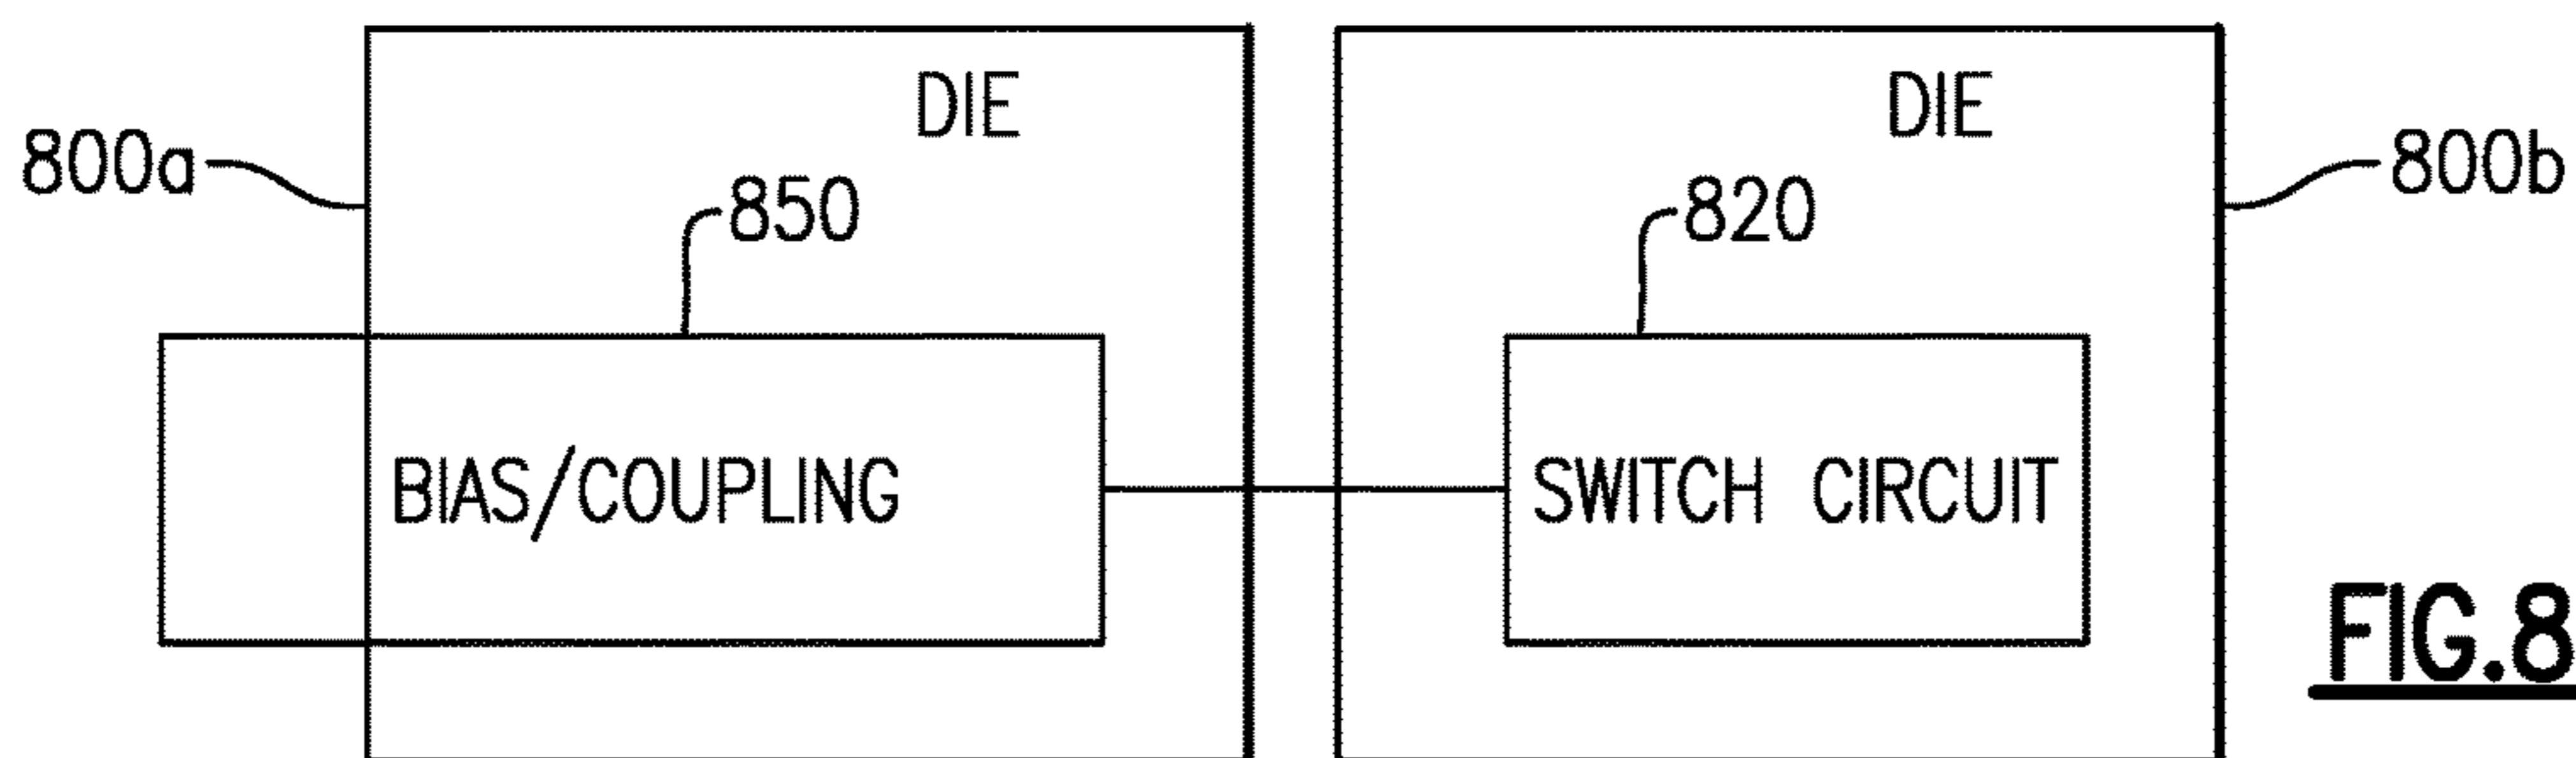 DIE
DIE
800a
800b
850
820
BIAS/COUPLING
SWITCH CIRCUIT
FIG.8